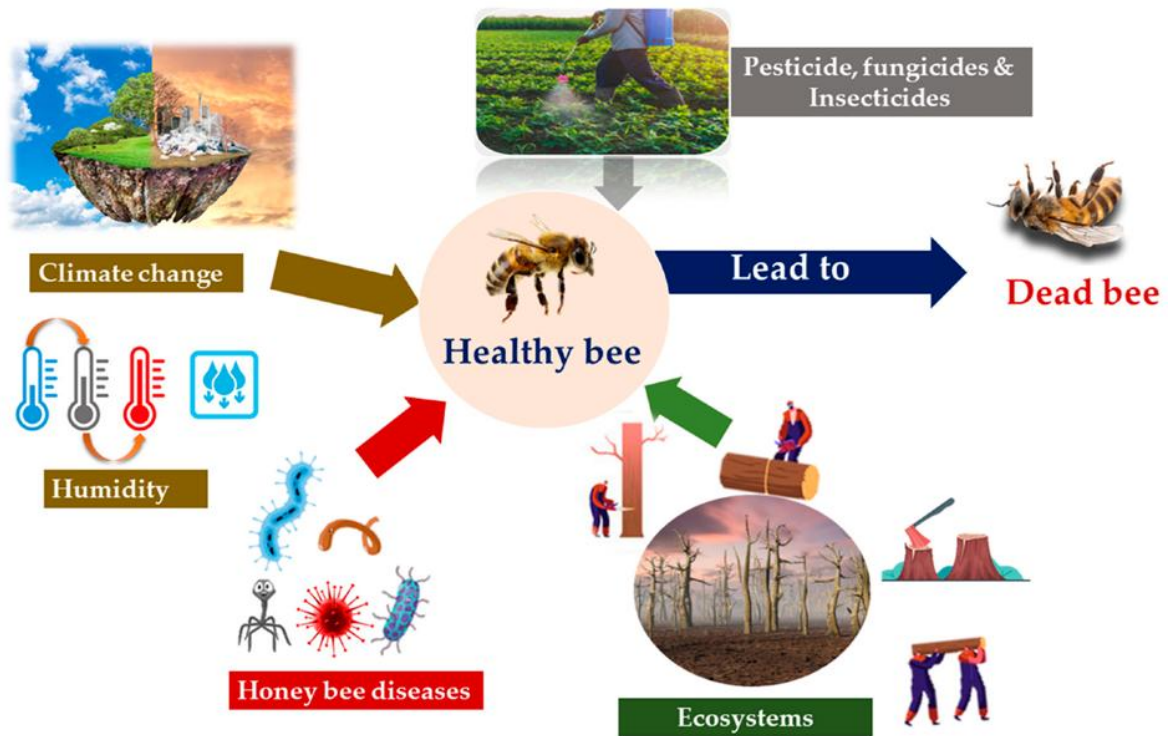 Pesticide, fungicides &
Insecticides
Climate change
Lead to
Dead bee
Healthy bee
Humidity
Honey bee diseases
Ecosystems